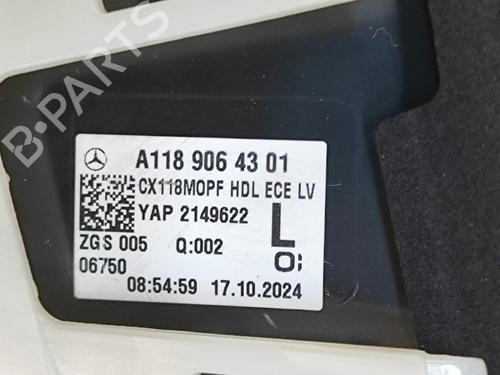 A118 906 43 01
CX118MOPF HDL ECE LV
YAP 2149622
L
ZGS 005 Q:002
06750
08:54:59 17.10.2024
B-PARTS